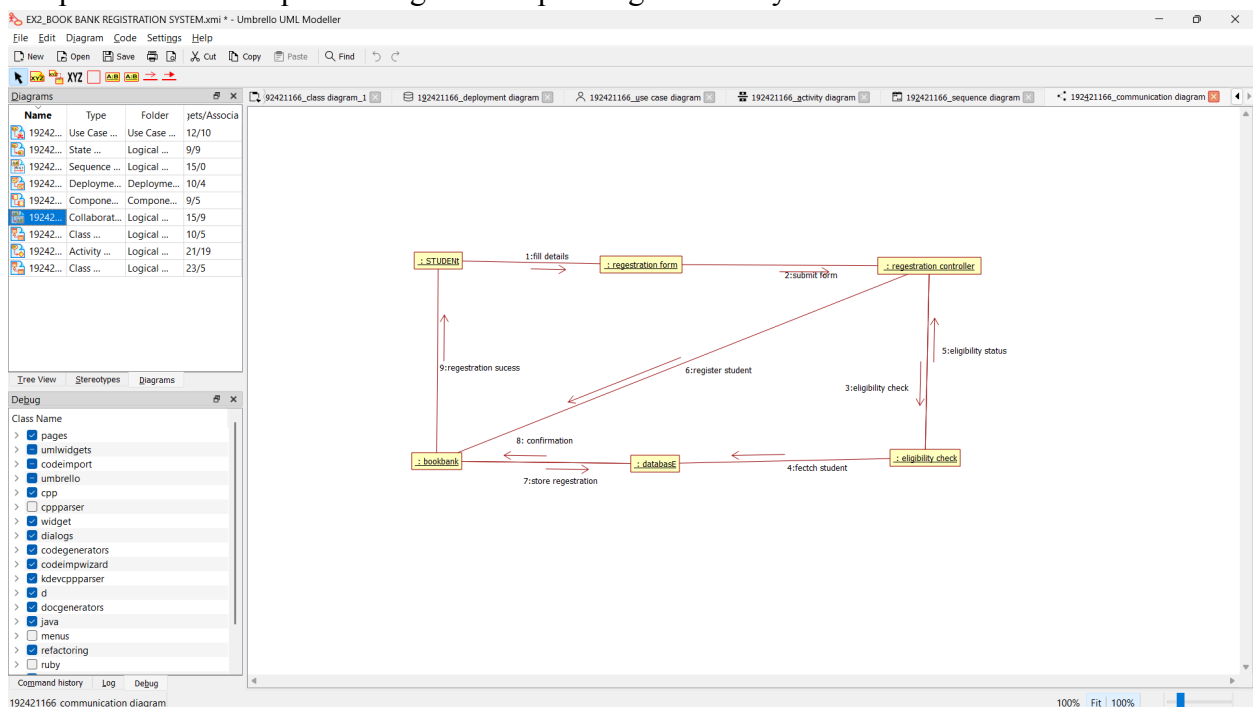 EX2_BOOK BANK REGISTRATION SYSTEM.xmi * - Umbrello UML Modeller
File Edit Diagram Code Settings Help
New Open Save Cut Copy Paste Find
XYZ XYZ A:B A:B
Diagrams
92421166_class diagram_1 192421166_deployment diagram 192421166_use case diagram 192421166_activity diagram 192421166_sequence diagram 192421166_communication diagram
Name Type Folder jets/Associa
19242... Use Case ... Use Case ... 12/10
19242... State ... Logical ... 9/9
19242... Sequence ... Logical ... 15/0
19242... Deployme... Deployme... 10/4
19242... Compone... Compone... 9/5
19242... Collaborat... Logical ... 15/9
19242... Class ... Logical ... 10/5
19242... Activity ... Logical ... 21/19
19242... Class ... Logical ... 23/5
: STUDENt
1:fill details
: regestration form
2:submit form
: regestration controller
5:eligibility status
3:eligibility check
6:register student
9:regestration sucess
8: confirmation
: bookbank
: databasE
: eligibility check
4:fectch student
7:store regestration
Tree View Stereotypes Diagrams
Debug
Class Name
pages
umlwidgets
codeimport
umbrello
cpp
cppparser
widget
dialogs
codegenerators
codeimpwizard
kdevcppparser
d
docgenerators
java
menus
refactoring
ruby
Command history Log Debug
192421166_communication diagram
100% Fit 100%